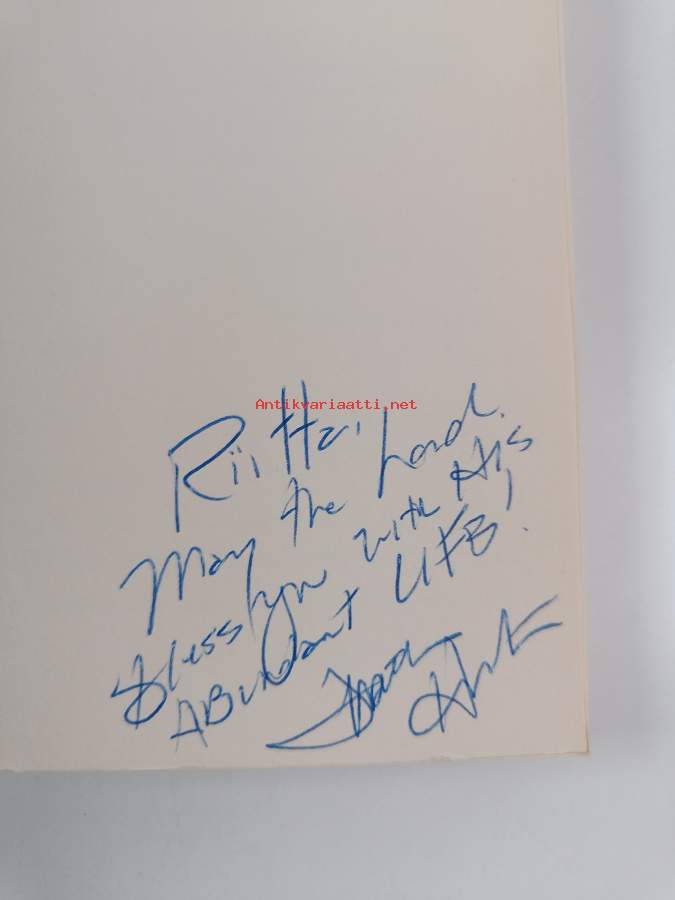 Antikvariaatti.net
Riitta,
May the Lord
bless you with His
Abundant LIFE!